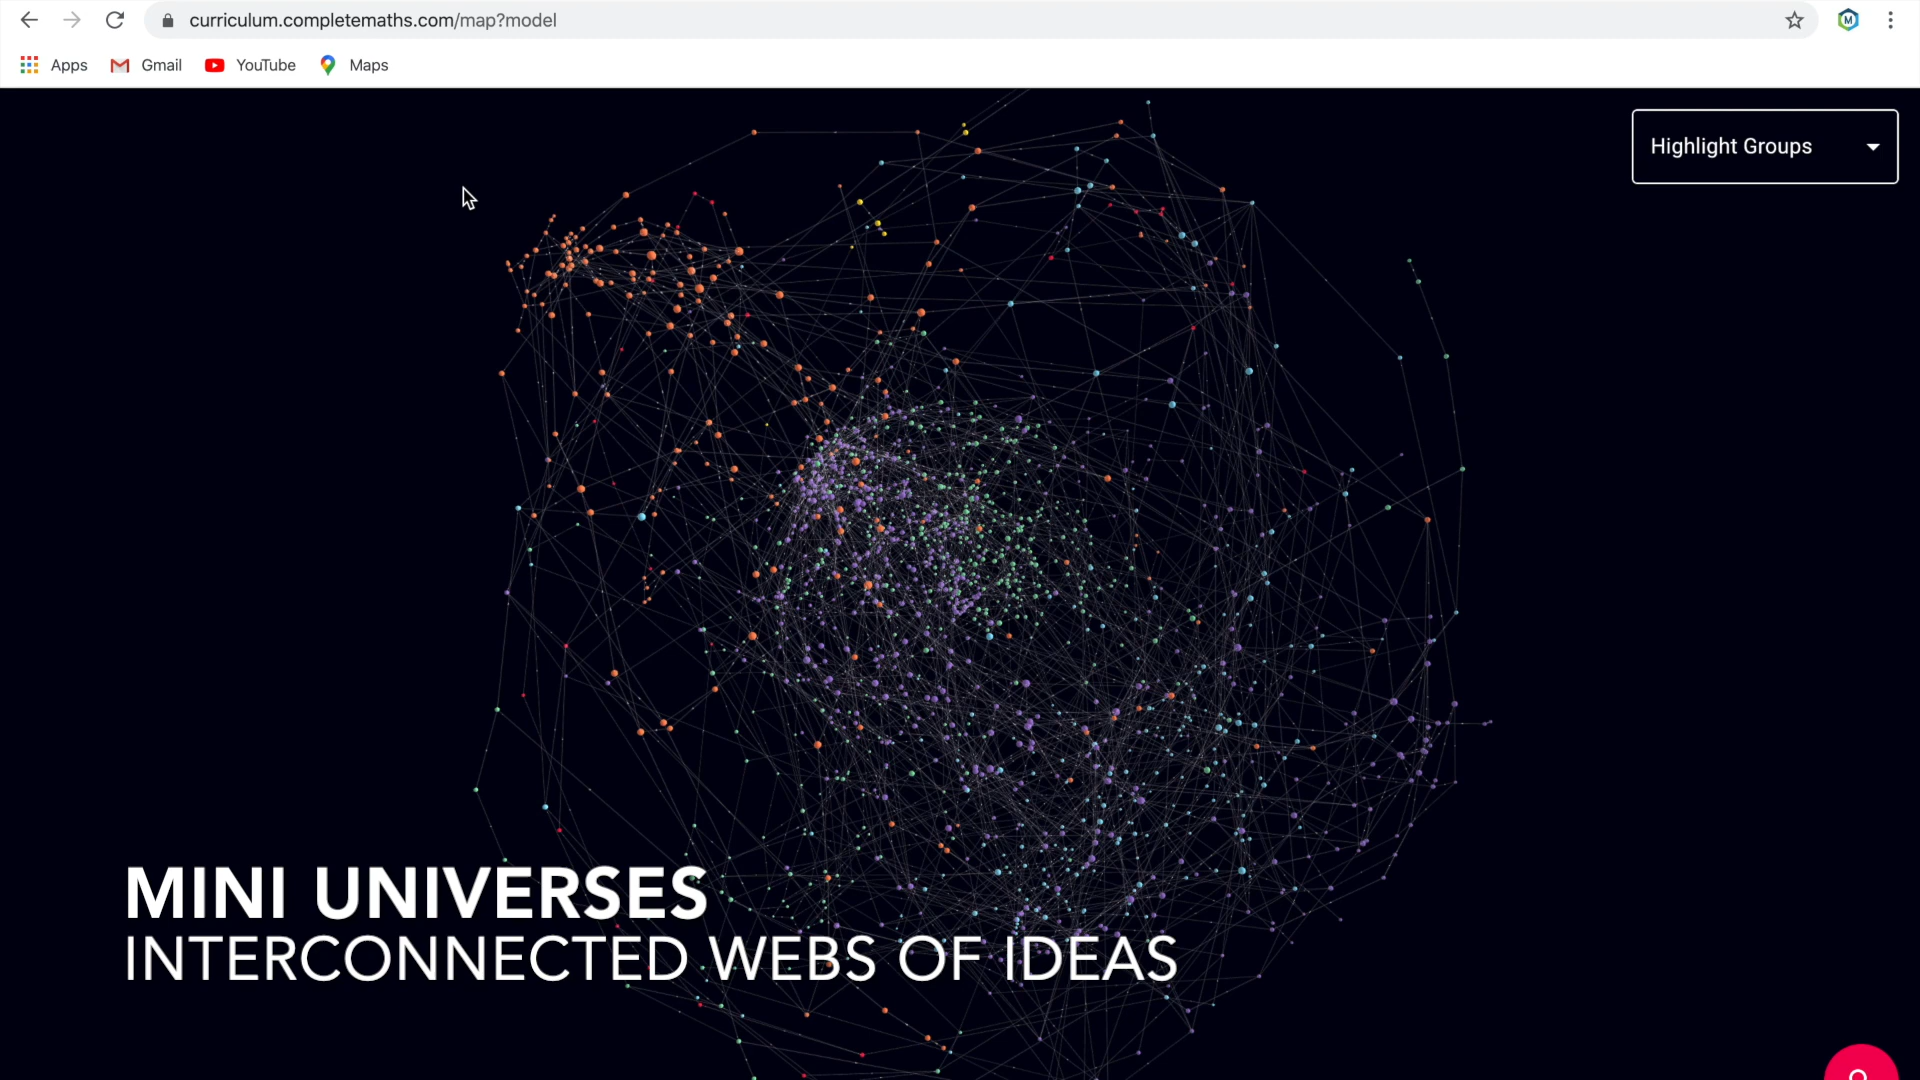 curriculum.completemaths.com/map?model
M
Apps
Gmail
YouTube
Maps
Highlight Groups
MINI UNIVERSES
INTERCONNECTED WEBS OF IDEAS